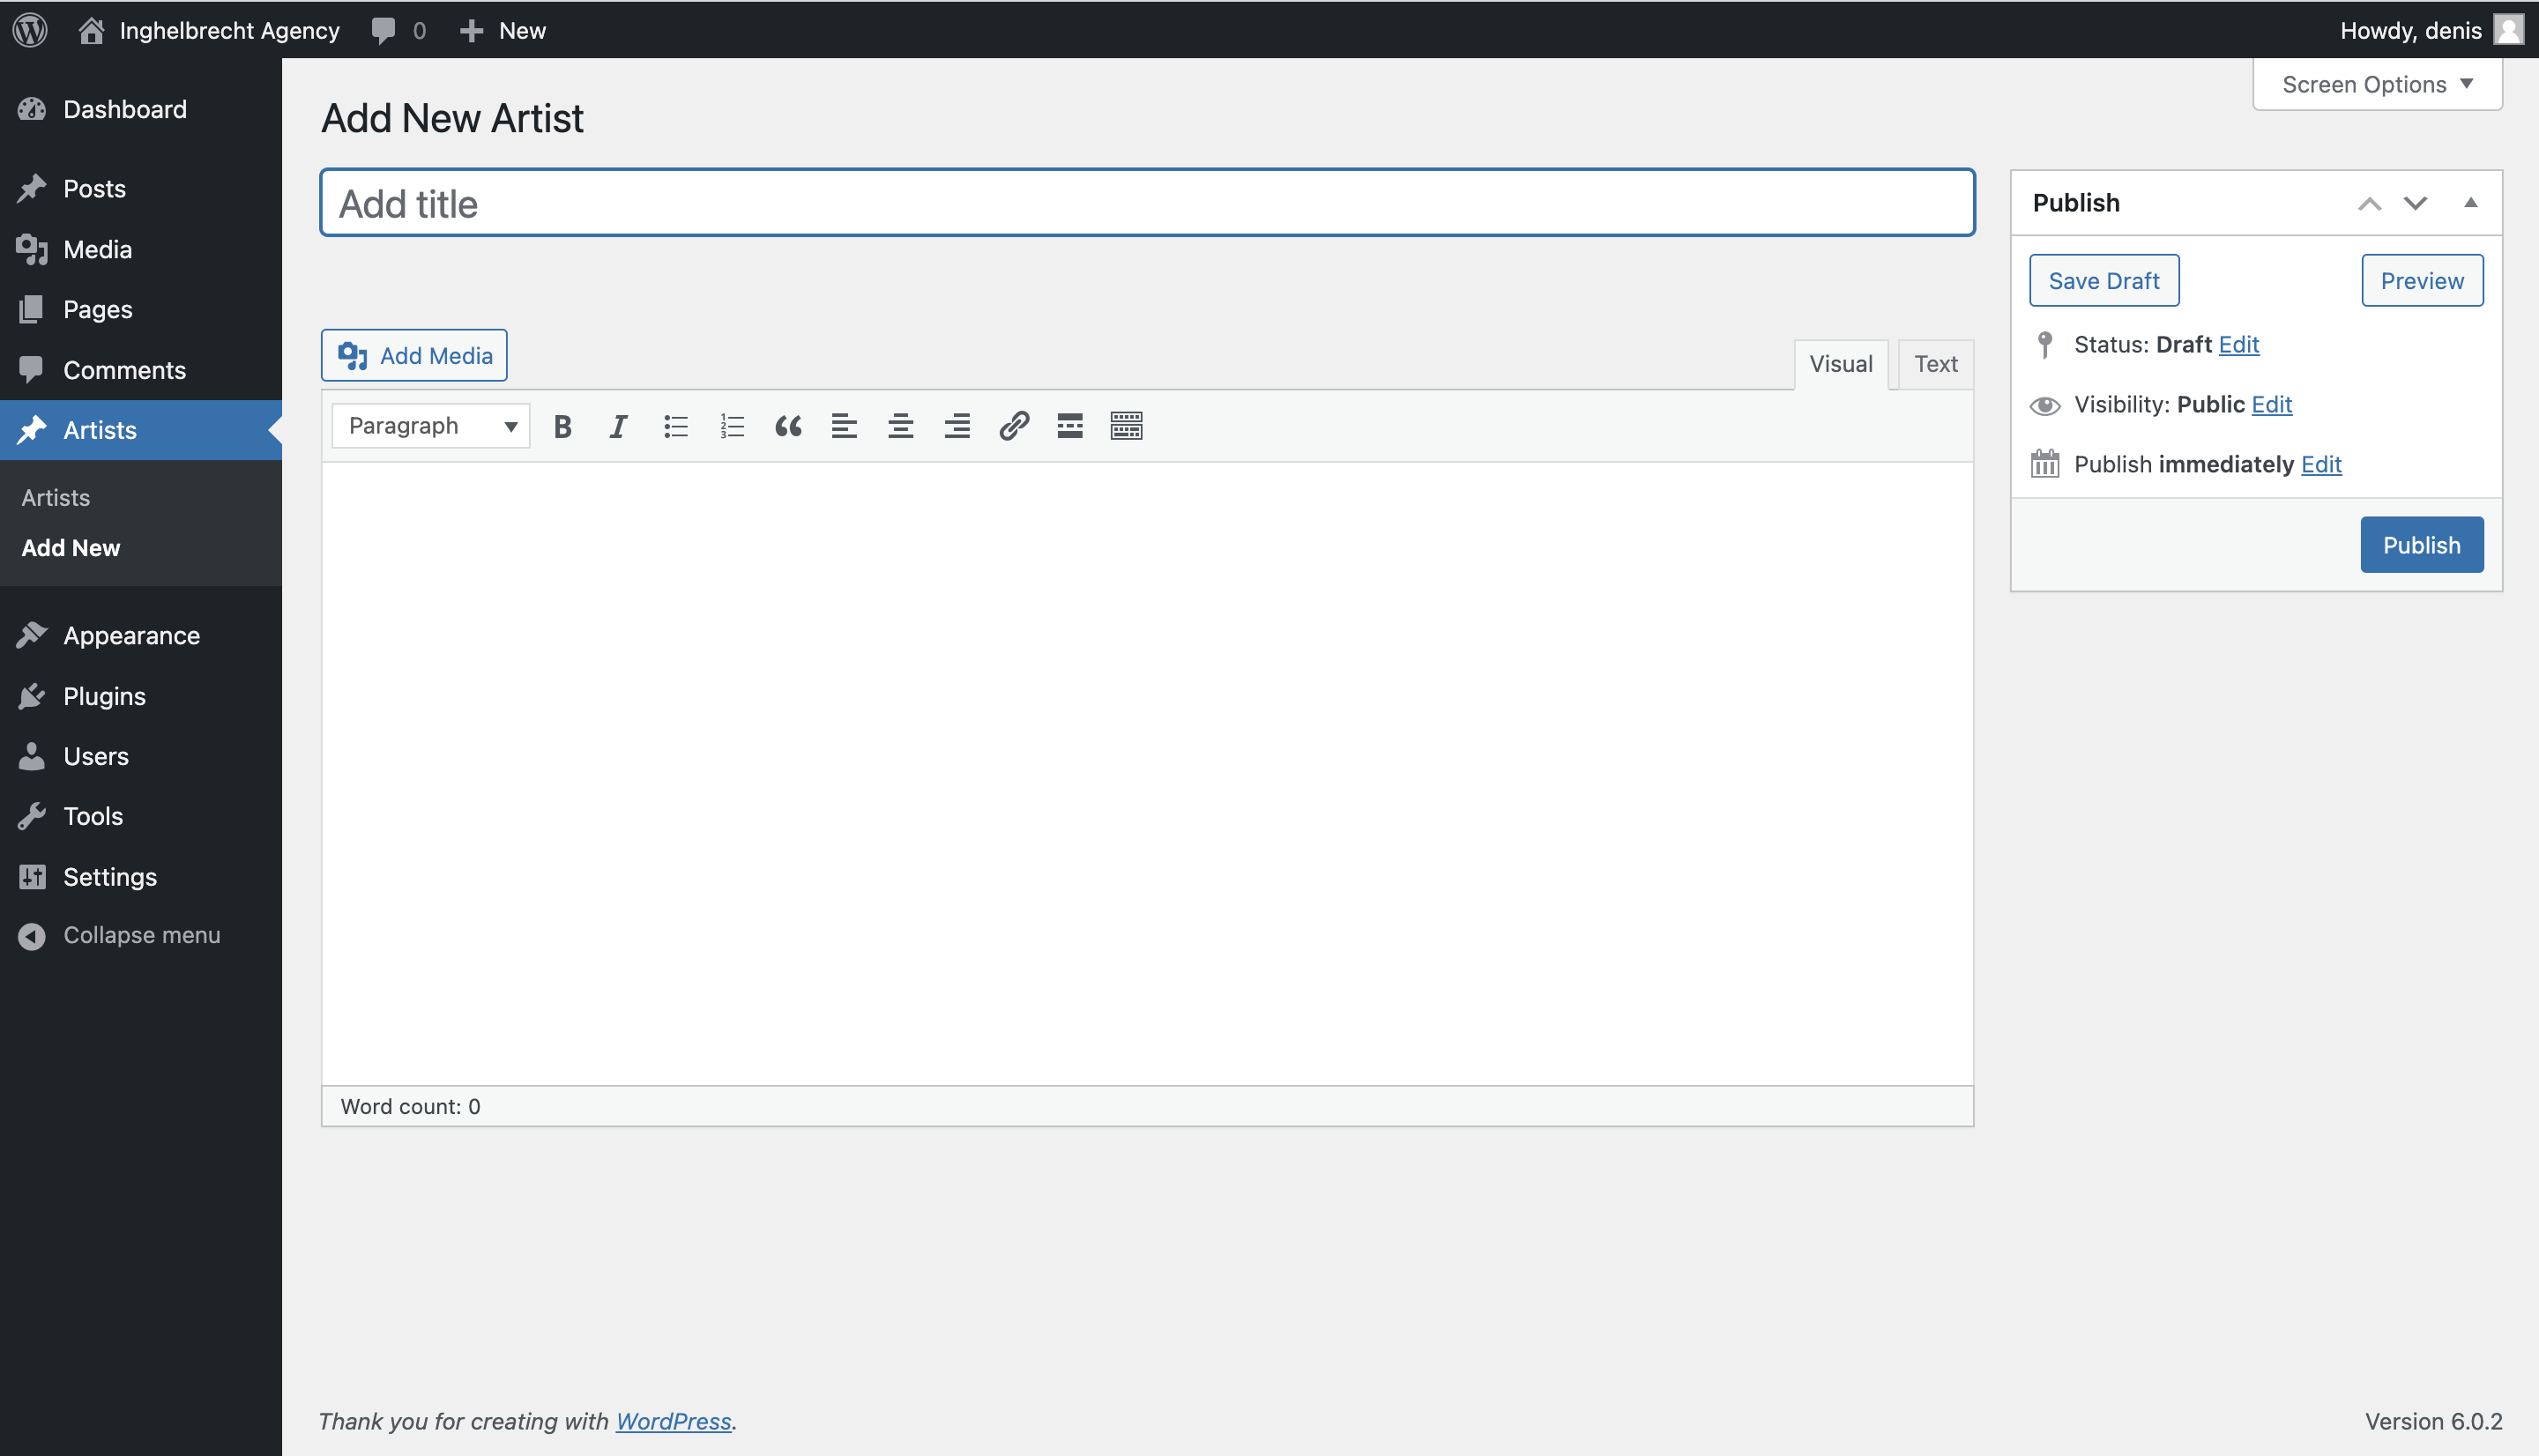 Inghelbrecht Agency 0 New Howdy, denis
Screen Options
Dashboard
Posts
Media
Pages
Comments
Artists
Artists
Add New
Appearance
Plugins
Users
Tools
Settings
Collapse menu
Add New Artist
Add title
Add Media
Visual Text
Paragraph
Word count: 0
Publish
Save Draft Preview
Status: Draft Edit
Visibility: Public Edit
Publish immediately Edit
Publish
Thank you for creating with WordPress.
Version 6.0.2